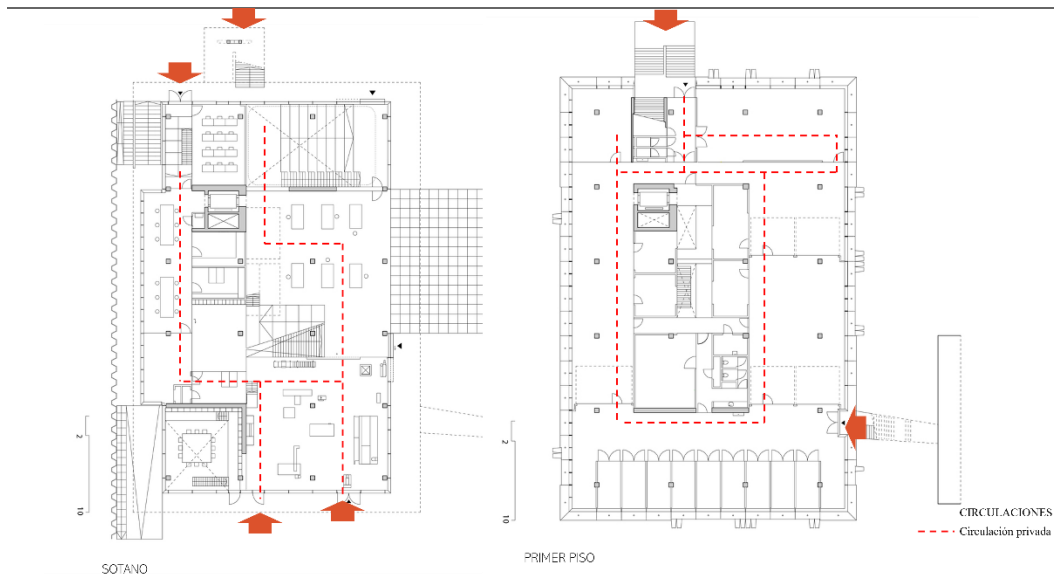 2
10
SOTANO
2
10
PRIMER PISO
CIRCULACIONES
Circulación privada